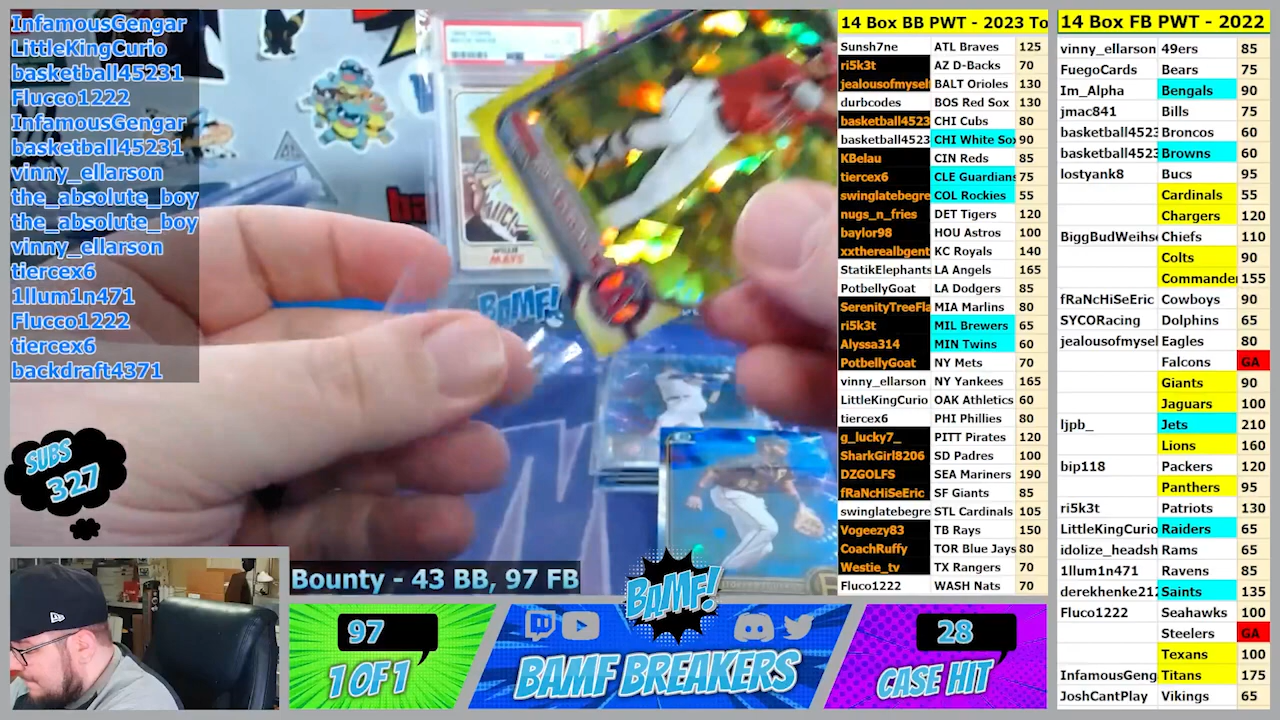 InfamousGengar
LittleKingCurio
basketball45231
Flucco1222
InfamousGengar
basketball45231
vinny_ellarson
the_absolute_boy
the_absolute_boy
vinny_ellarson
tiercex6
1llum1n471
Flucco1222
tiercex6
backdraft4371
SUBS
327
WILLIE
MAYS
BAMF!
Bounty - 43 BB, 97 FB
97
1 OF 1
BAMF!
BAMF BREAKERS
28
CASE HIT
14 Box BB PWT - 2023 To
Sunsh7ne ATL Braves 125
ri5k3t AZ D-Backs 70
jealousofmysel BALT Orioles 130
durbcodes BOS Red Sox 130
basketball4523 CHI Cubs 80
basketball4523 CHI White Sox 90
KBelau CIN Reds 85
tiercex6 CLE Guardians 75
swinglatebegre COL Rockies 55
nugs_n_fries DET Tigers 120
baylor98 HOU Astros 100
xxtherealbgent KC Royals 140
StatikElephants LA Angels 165
PotbellyGoat LA Dodgers 85
SerenityTreeFla MIA Marlins 80
ri5k3t MIL Brewers 65
Alyssa314 MIN Twins 60
PotbellyGoat NY Mets 70
vinny_ellarson NY Yankees 165
LittleKingCurio OAK Athletics 60
tiercex6 PHI Phillies 80
g_lucky7_ PITT Pirates 120
SharkGirl8206 SD Padres 100
DZGOLFS SEA Mariners 190
fRaNcHiSeEric SF Giants 85
swinglatebegre STL Cardinals 105
Vogeezy83 TB Rays 150
CoachRuffy TOR Blue Jays 80
Westie_tv TX Rangers 70
Fluco1222 WASH Nats 70
14 Box FB PWT - 2022
vinny_ellarson 49ers 85
FuegoCards Bears 75
Im_Alpha Bengals 90
jmac841 Bills 75
basketball4523 Broncos 60
basketball4523 Browns 60
lostyank8 Bucs 95
Cardinals 55
Chargers 120
BiggBudWeihse Chiefs 110
Colts 90
Commander 155
fRaNcHiSeEric Cowboys 90
SYCORacing Dolphins 65
jealousofmysel Eagles 80
Falcons GA
Giants 90
Jaguars 100
ljpb_ Jets 210
Lions 160
bip118 Packers 120
Panthers 95
ri5k3t Patriots 130
LittleKingCurio Raiders 65
idolize_headsh Rams 65
1llum1n471 Ravens 85
derekhenke212 Saints 135
Fluco1222 Seahawks 100
Steelers GA
Texans 100
InfamousGeng Titans 175
JoshCantPlay Vikings 65